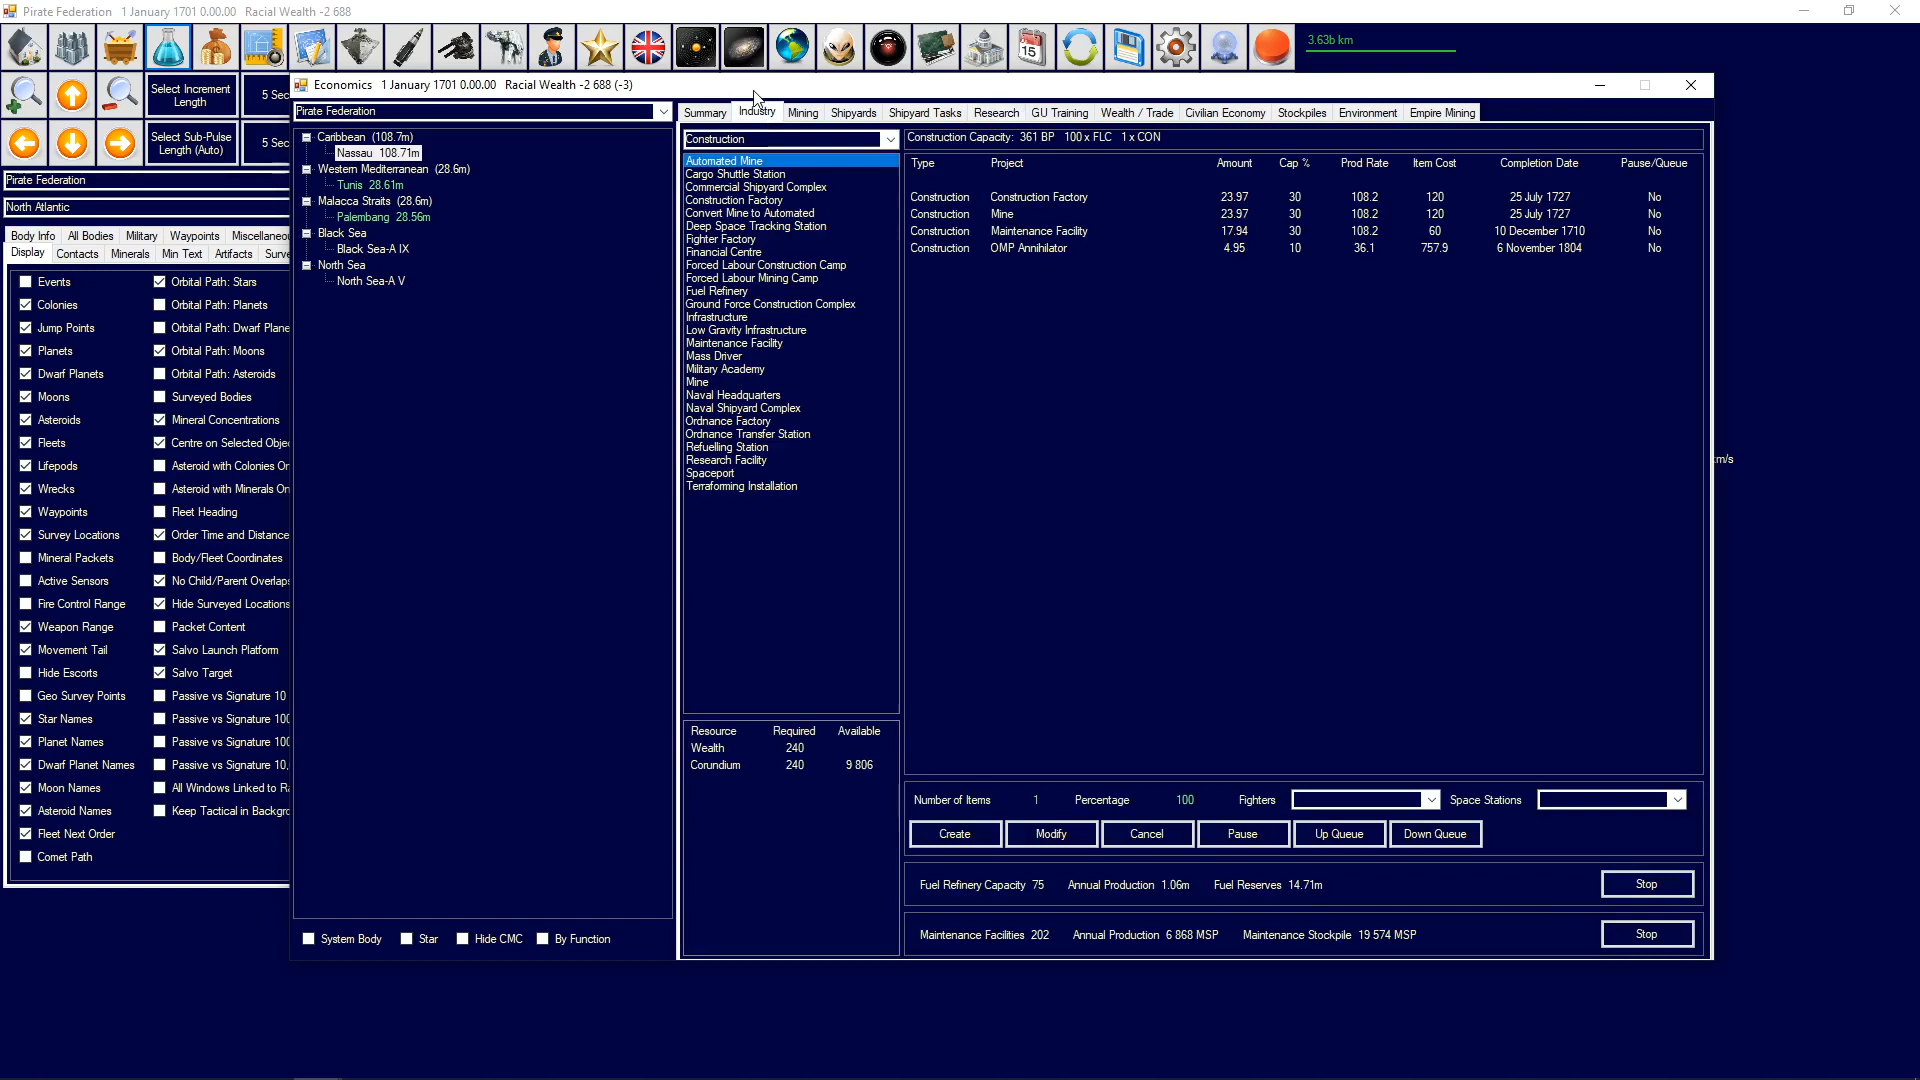 Pirate Federation 1 January 1701 0.00.00 Racial Wealth -2 688
3.63b km
15
Select Increment Length
5 Sec
Select Sub-Pulse Length (Auto)
5 Sec
Pirate Federation
North Atlantic
Body Info All Bodies Military Waypoints Miscellaneou
Display Contacts Minerals Min Text Artifacts Surve
Events
Orbital Path: Stars
Colonies
Orbital Path: Planets
Jump Points
Orbital Path: Dwarf Plane
Planets
Orbital Path: Moons
Dwarf Planets
Orbital Path: Asteroids
Moons
Surveyed Bodies
Asteroids
Mineral Concentrations
Fleets
Centre on Selected Obje
Lifepods
Asteroid with Colonies On
Wrecks
Asteroid with Minerals On
Waypoints
Fleet Heading
Survey Locations
Order Time and Distance
Mineral Packets
Body/Fleet Coordinates
Active Sensors
No Child/Parent Overlaps
Fire Control Range
Hide Surveyed Locations
Weapon Range
Packet Content
Movement Tail
Salvo Launch Platform
Hide Escorts
Salvo Target
Geo Survey Points
Passive vs Signature 10
Star Names
Passive vs Signature 100
Planet Names
Passive vs Signature 100
Dwarf Planet Names
Passive vs Signature 10,
Moon Names
All Windows Linked to Ra
Asteroid Names
Keep Tactical in Backgro
Fleet Next Order
Comet Path
Economics 1 January 1701 0.00.00 Racial Wealth -2 688 (-3)
Pirate Federation
Caribbean (108.7m)
Nassau 108.71m
Western Mediterranean (28.6m)
Tunis 28.61m
Malacca Straits (28.6m)
Palembang 28.56m
Black Sea
Black Sea-A IX
North Sea
North Sea-A V
System Body Star Hide CMC By Function
Summary Industry Mining Shipyards Shipyard Tasks Research GU Training Wealth / Trade Civilian Economy Stockpiles Environment Empire Mining
Construction
Automated Mine
Cargo Shuttle Station
Commercial Shipyard Complex
Construction Factory
Convert Mine to Automated
Deep Space Tracking Station
Fighter Factory
Financial Centre
Forced Labour Construction Camp
Forced Labour Mining Camp
Fuel Refinery
Ground Force Construction Complex
Infrastructure
Low Gravity Infrastructure
Maintenance Facility
Mass Driver
Military Academy
Mine
Naval Headquarters
Naval Shipyard Complex
Ordnance Factory
Ordnance Transfer Station
Refuelling Station
Research Facility
Spaceport
Terraforming Installation
Resource Required Available
Wealth 240
Corundium 240 9 806
Construction Capacity: 361 BP 100 x FLC 1 x CON
Type Project Amount Cap % Prod Rate Item Cost Completion Date Pause/Queue
Construction Construction Factory 23.97 30 108.2 120 25 July 1727 No
Construction Mine 23.97 30 108.2 120 25 July 1727 No
Construction Maintenance Facility 17.94 30 108.2 60 10 December 1710 No
Construction OMP Annihilator 4.95 10 36.1 757.9 6 November 1804 No
Number of Items 1 Percentage 100 Fighters Space Stations
Create Modify Cancel Pause Up Queue Down Queue
Fuel Refinery Capacity 75 Annual Production 1.06m Fuel Reserves 14.71m Stop
Maintenance Facilities 202 Annual Production 6 868 MSP Maintenance Stockpile 19 574 MSP Stop
m/s